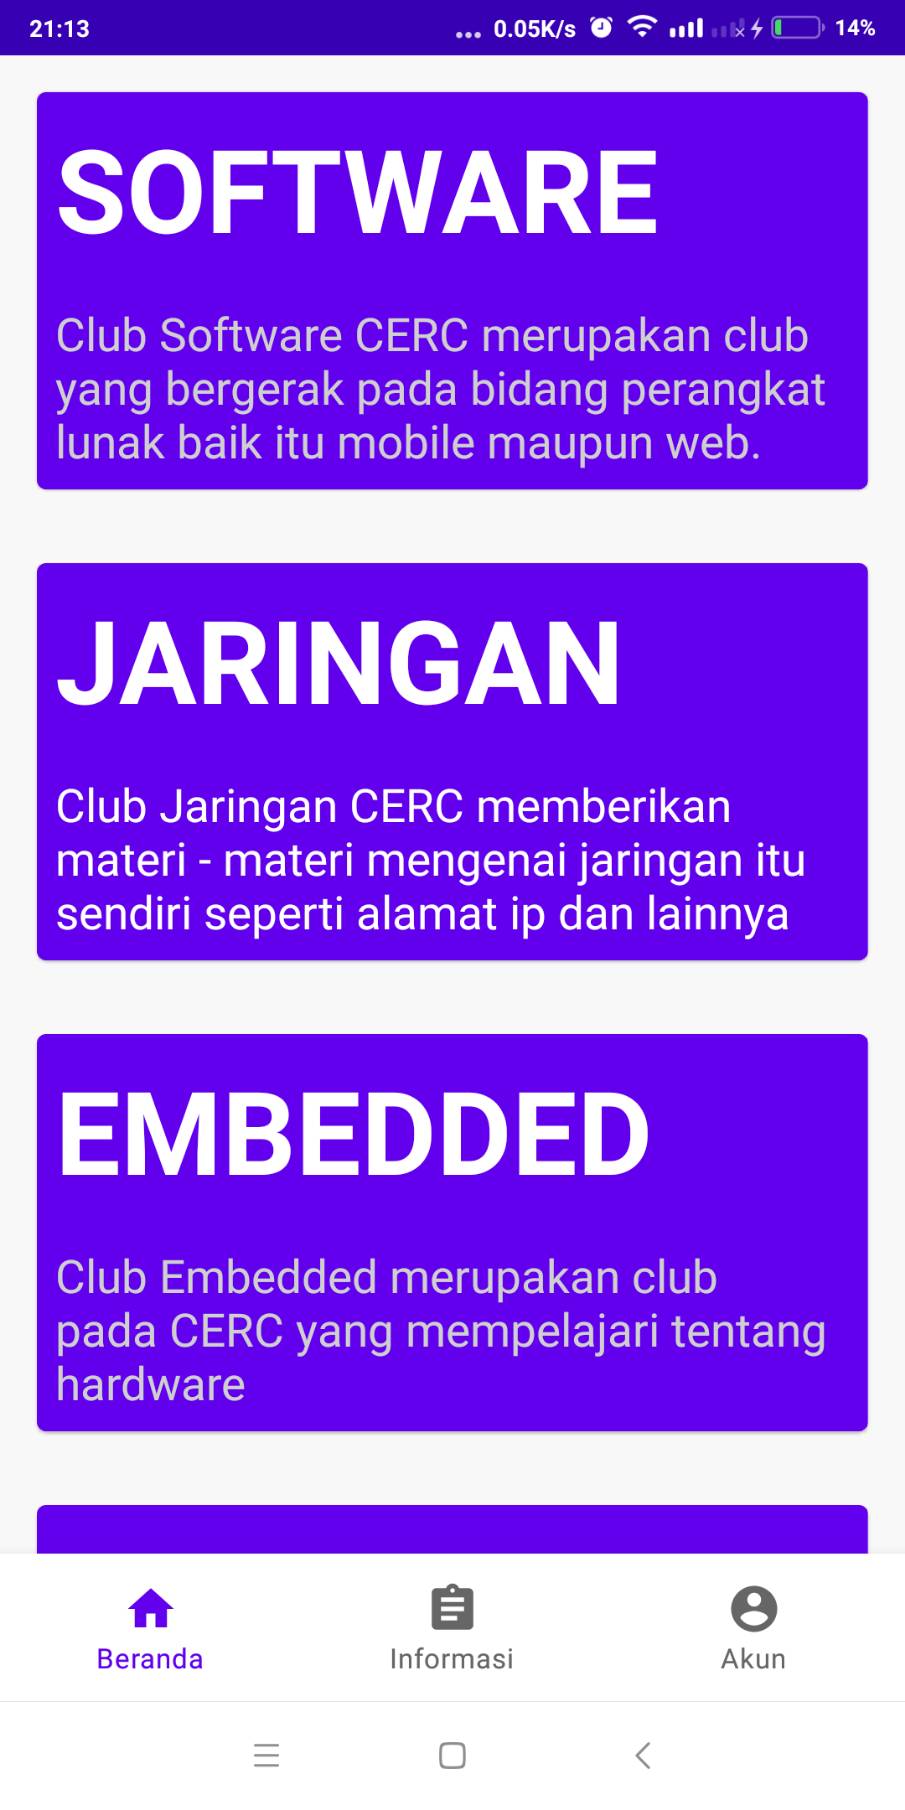 21:13
... 0.05K/s
14%
SOFTWARE
Club Software CERC merupakan club
yang bergerak pada bidang perangkat
lunak baik itu mobile maupun web.
JARINGAN
Club Jaringan CERC memberikan
materi - materi mengenai jaringan itu
sendiri seperti alamat ip dan lainnya
EMBEDDED
Club Embedded merupakan club
pada CERC yang mempelajari tentang
hardware
Beranda
Informasi
Akun